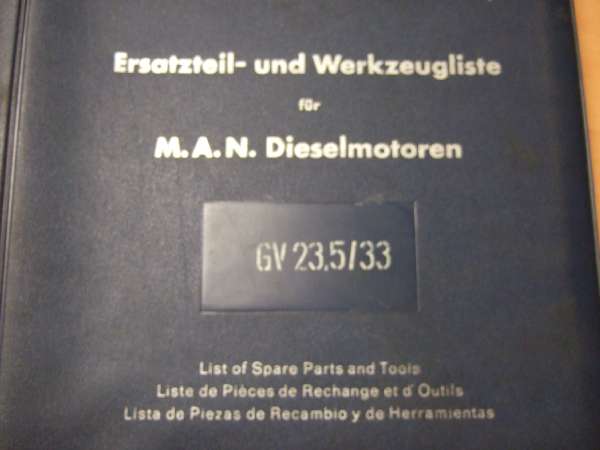 Ersatzteil- und Werkzeugliste
für
M.A.N. Dieselmotoren
GV 23,5/33
List of Spare Parts and Tools
Liste de Pièces de Rechange et d'Outils
Lista de Piezas de Recambio y de Herramientas